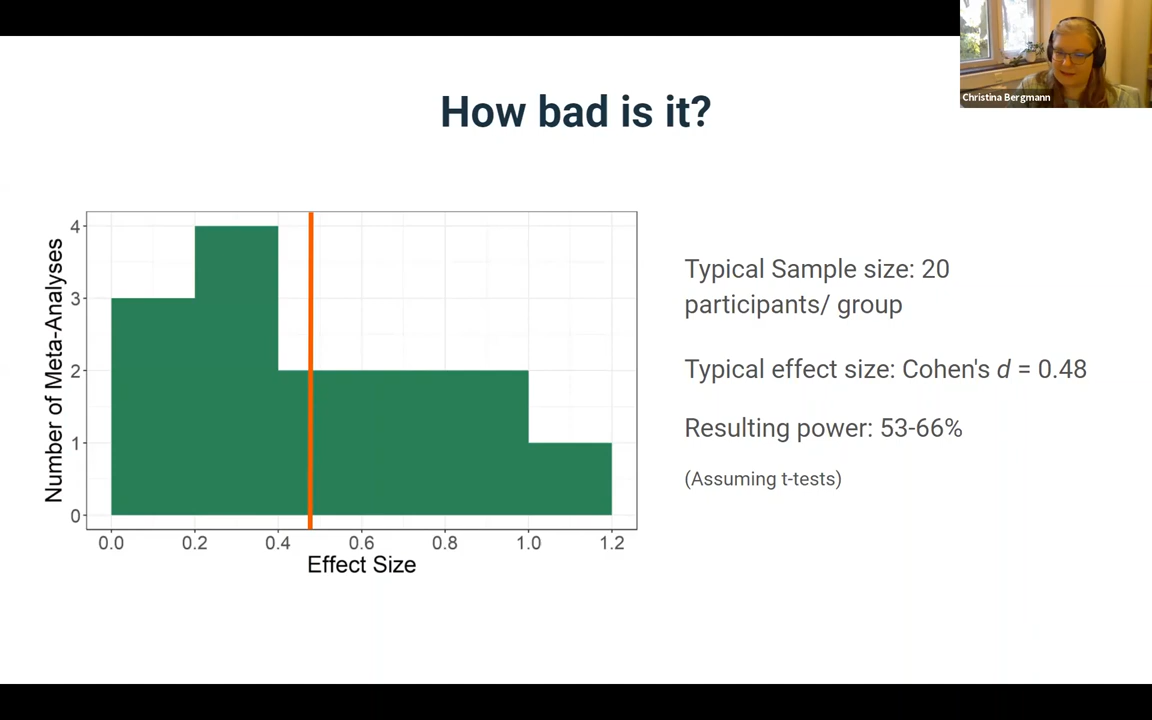 Christina Bergmann
How bad is it?
Number of Meta-Analyses
4
3
2
1
0
0.0 0.2 0.4 0.6 0.8 1.0 1.2
Effect Size
Typical Sample size: 20
participants/ group
Typical effect size: Cohen's d = 0.48
Resulting power: 53-66%
(Assuming t-tests)